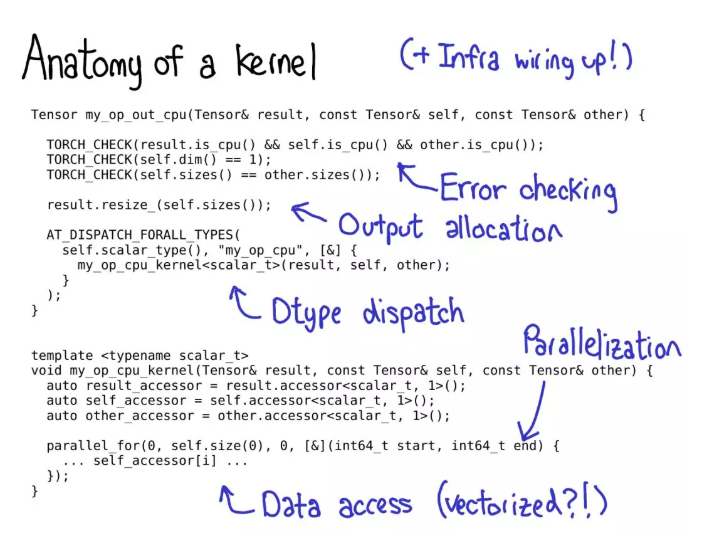 Anatomy of a kernel (+ Infra wiring up!)
Tensor my_op_out_cpu(Tensor& result, const Tensor& self, const Tensor& other) {
TORCH_CHECK(result.is_cpu() && self.is_cpu() && other.is_cpu());
TORCH_CHECK(self.dim() == 1);
TORCH_CHECK(self.sizes() == other.sizes());
Error checking
result.resize_(self.sizes());
Output allocation
AT_DISPATCH_FORALL_TYPES(
self.scalar_type(), "my_op_cpu", [&] {
my_op_cpu_kernel<scalar_t>(result, self, other);
}
);
}
Dtype dispatch
Parallelization
template <typename scalar_t>
void my_op_cpu_kernel(Tensor& result, const Tensor& self, const Tensor& other) {
auto result_accessor = result.accessor<scalar_t, 1>();
auto self_accessor = self.accessor<scalar_t, 1>();
auto other_accessor = other.accessor<scalar_t, 1>();
parallel_for(0, self.size(0), 0, [&](int64_t start, int64_t end) {
... self_accessor[i] ...
});
}
Data access (vectorized?!)